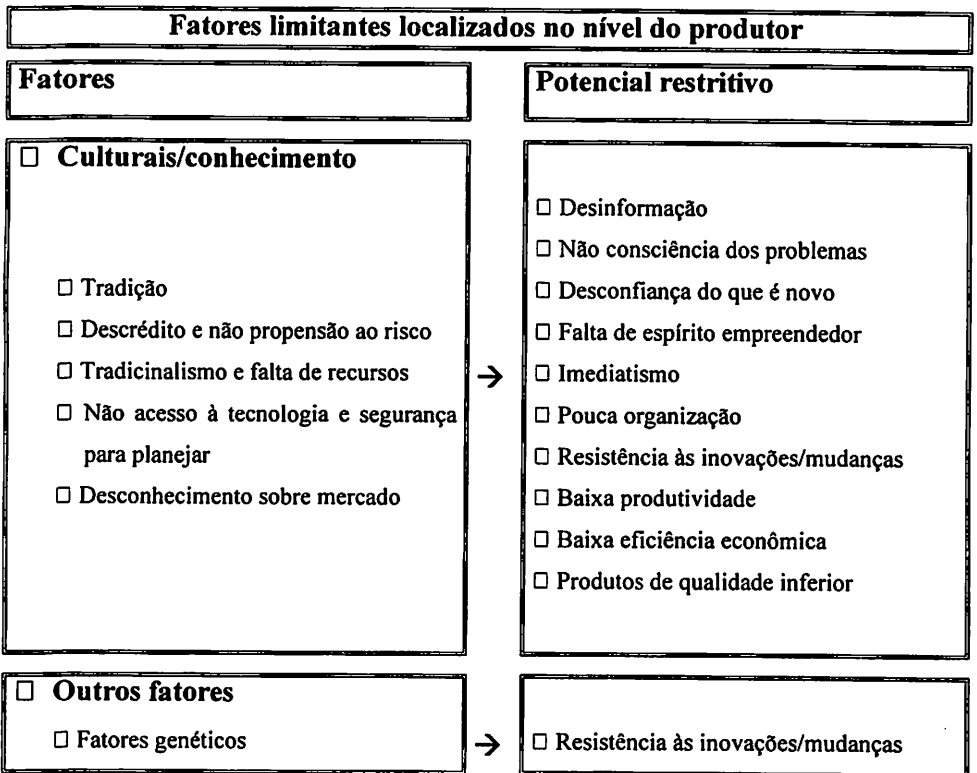 Fatores limitantes localizados no nível do produtor
Fatores
Potencial restritivo
□ Culturais/conhecimento
□ Tradição
□ Descrédito e não propensão ao risco
□ Tradicinalismo e falta de recursos
□ Não acesso à tecnologia e segurança
para planejar
□ Desconhecimento sobre mercado
→
□ Desinformação
□ Não consciência dos problemas
□ Desconfiança do que é novo
□ Falta de espírito empreendedor
□ Imediatismo
□ Pouca organização
□ Resistência às inovações/mudanças
□ Baixa produtividade
□ Baixa eficiência econômica
□ Produtos de qualidade inferior
□ Outros fatores
□ Fatores genéticos
→
□ Resistência às inovações/mudanças